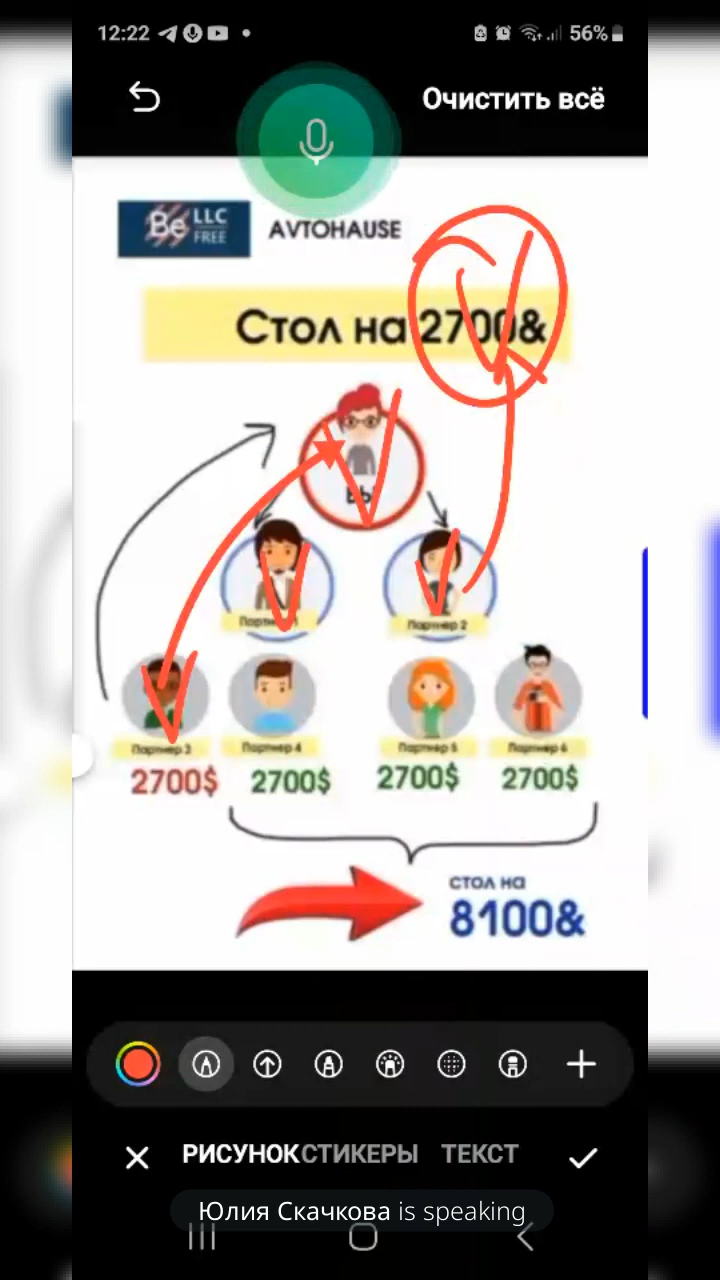 12:22
56%
Очистить всё
Be LLC FREE
AVTOHAUSE
Стол на 2700&
ВЫ
Партнер 1
Партнер 2
Партнер 3
Партнер 4
Партнер 5
Партнер 6
2700$
2700$
2700$
2700$
СТОЛ НА
8100&
РИСУНОК СТИКЕРЫ ТЕКСТ
Юлия Скачкова is speaking